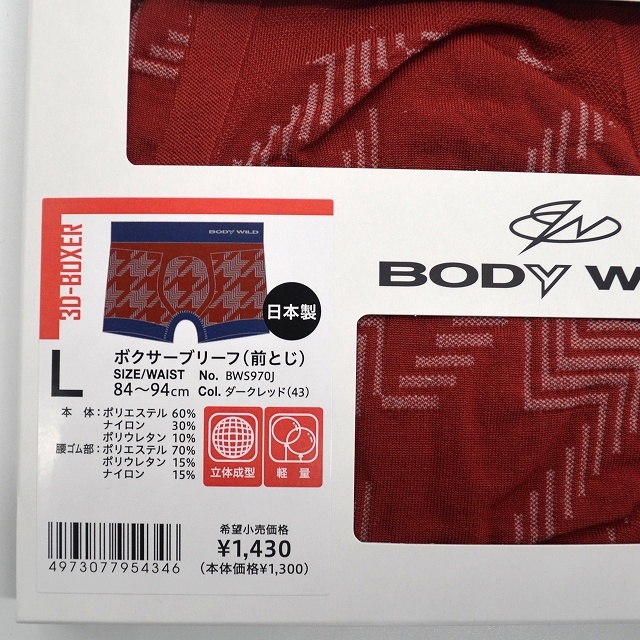 BODY W
3D-BOXER
BODY WILD
日本製
L
ボクサーブリーフ(前とじ)
SIZE/WAIST No. BWS970J
84〜94cm Col. ダークレッド(43)
本 体:ポリエステル 60%
ナイロン 30%
ポリウレタン 10%
腰ゴム部:ポリエステル 70%
ポリウレタン 15%
ナイロン 15%
立体成型
軽量
希望小売価格
¥1,430
(本体価格¥1,300)
4973077954346